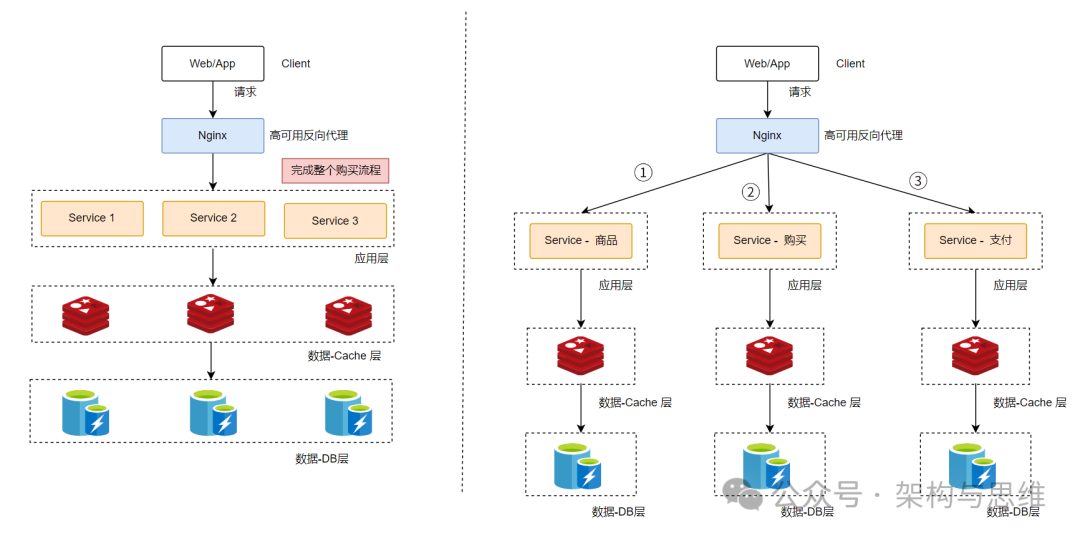 Web/App
Client
请求
Nginx
高可用反向代理
完成整个购买流程
Service 1
Service 2
Service 3
应用层
数据-Cache 层
数据-DB层
Web/App
Client
请求
Nginx
高可用反向代理
①
②
③
Service - 商品
Service - 购买
Service - 支付
应用层
应用层
应用层
数据-Cache 层
数据-Cache 层
数据-Cache 层
数据-DB层
数据-DB层
数据-DB层
公众号 · 架构与思维